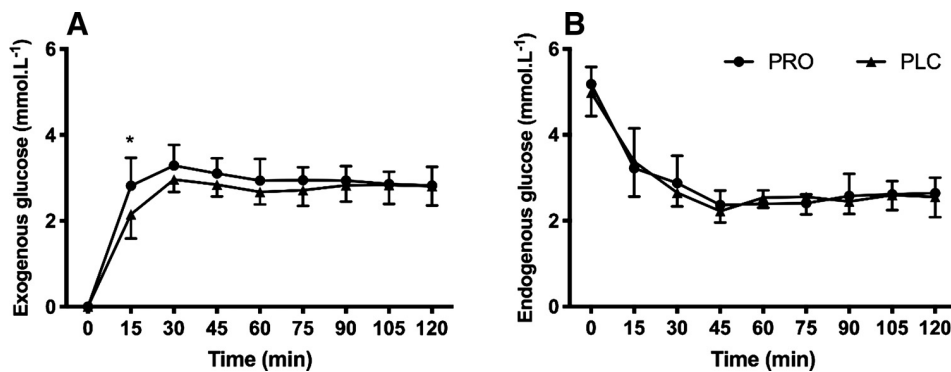 A
Exogenous glucose (mmol.L-1)
6
4
2
0
*
0 15 30 45 60 75 90 105 120
Time (min)
B
Endogenous glucose (mmol.L-1)
6
4
2
0
PRO PLC
0 15 30 45 60 75 90 105 120
Time (min)